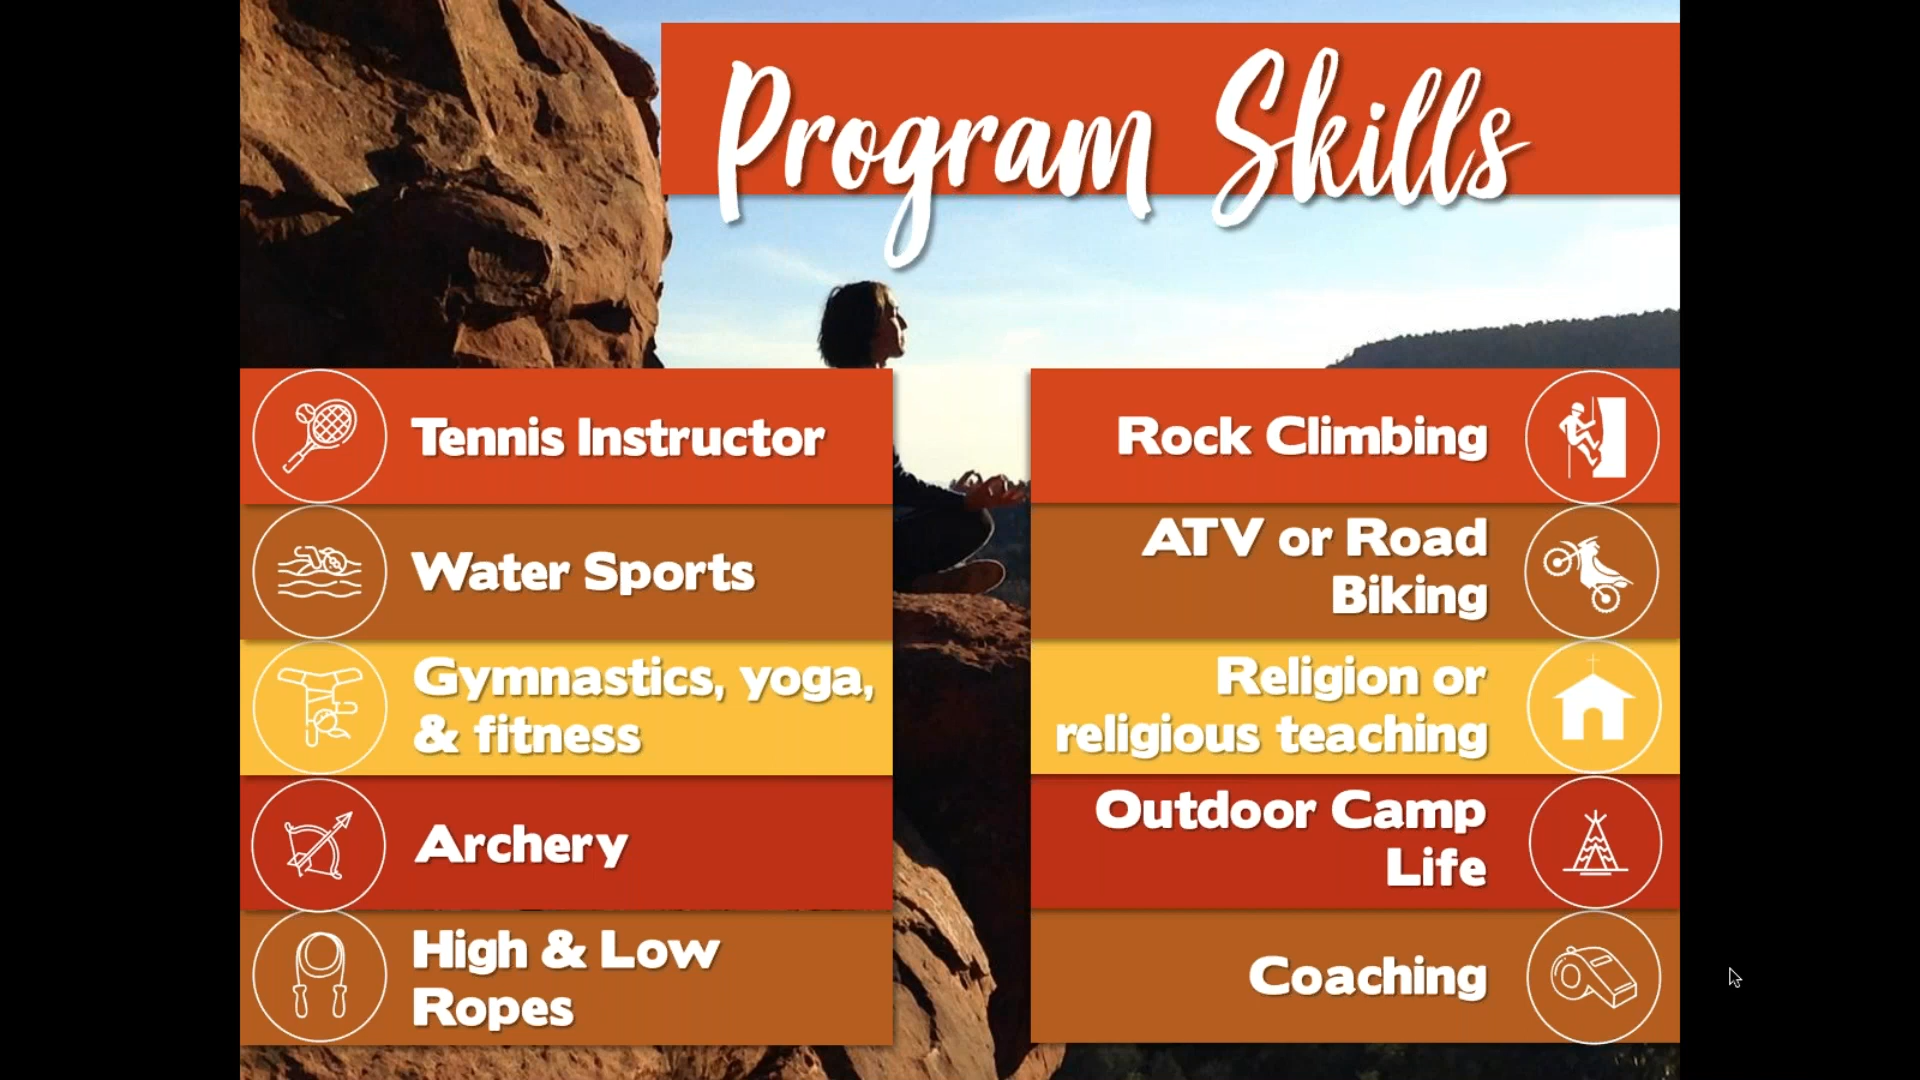 Program Skills
Tennis Instructor
Water Sports
Gymnastics, yoga,
& fitness
Archery
High & Low
Ropes
Rock Climbing
ATV or Road
Biking
Religion or
religious teaching
Outdoor Camp
Life
Coaching